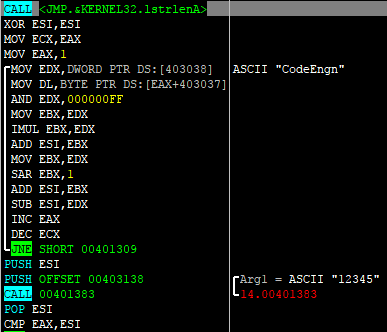 CALL <JMP.&KERNEL32.lstrlenA>
XOR ESI,ESI
MOV ECX,EAX
MOV EAX,1
MOV EDX,DWORD PTR DS:[403038] ASCII "CodeEngn"
MOV DL,BYTE PTR DS:[EAX+403037]
AND EDX,000000FF
MOV EBX,EDX
IMUL EBX,EDX
ADD ESI,EBX
MOV EBX,EDX
SAR EBX,1
ADD ESI,EBX
SUB ESI,EDX
INC EAX
DEC ECX
JNE SHORT 00401309
PUSH ESI
PUSH OFFSET 00403138 Arg1 = ASCII "12345"
CALL 00401383 14.00401383
POP ESI
CMP EAX,ESI